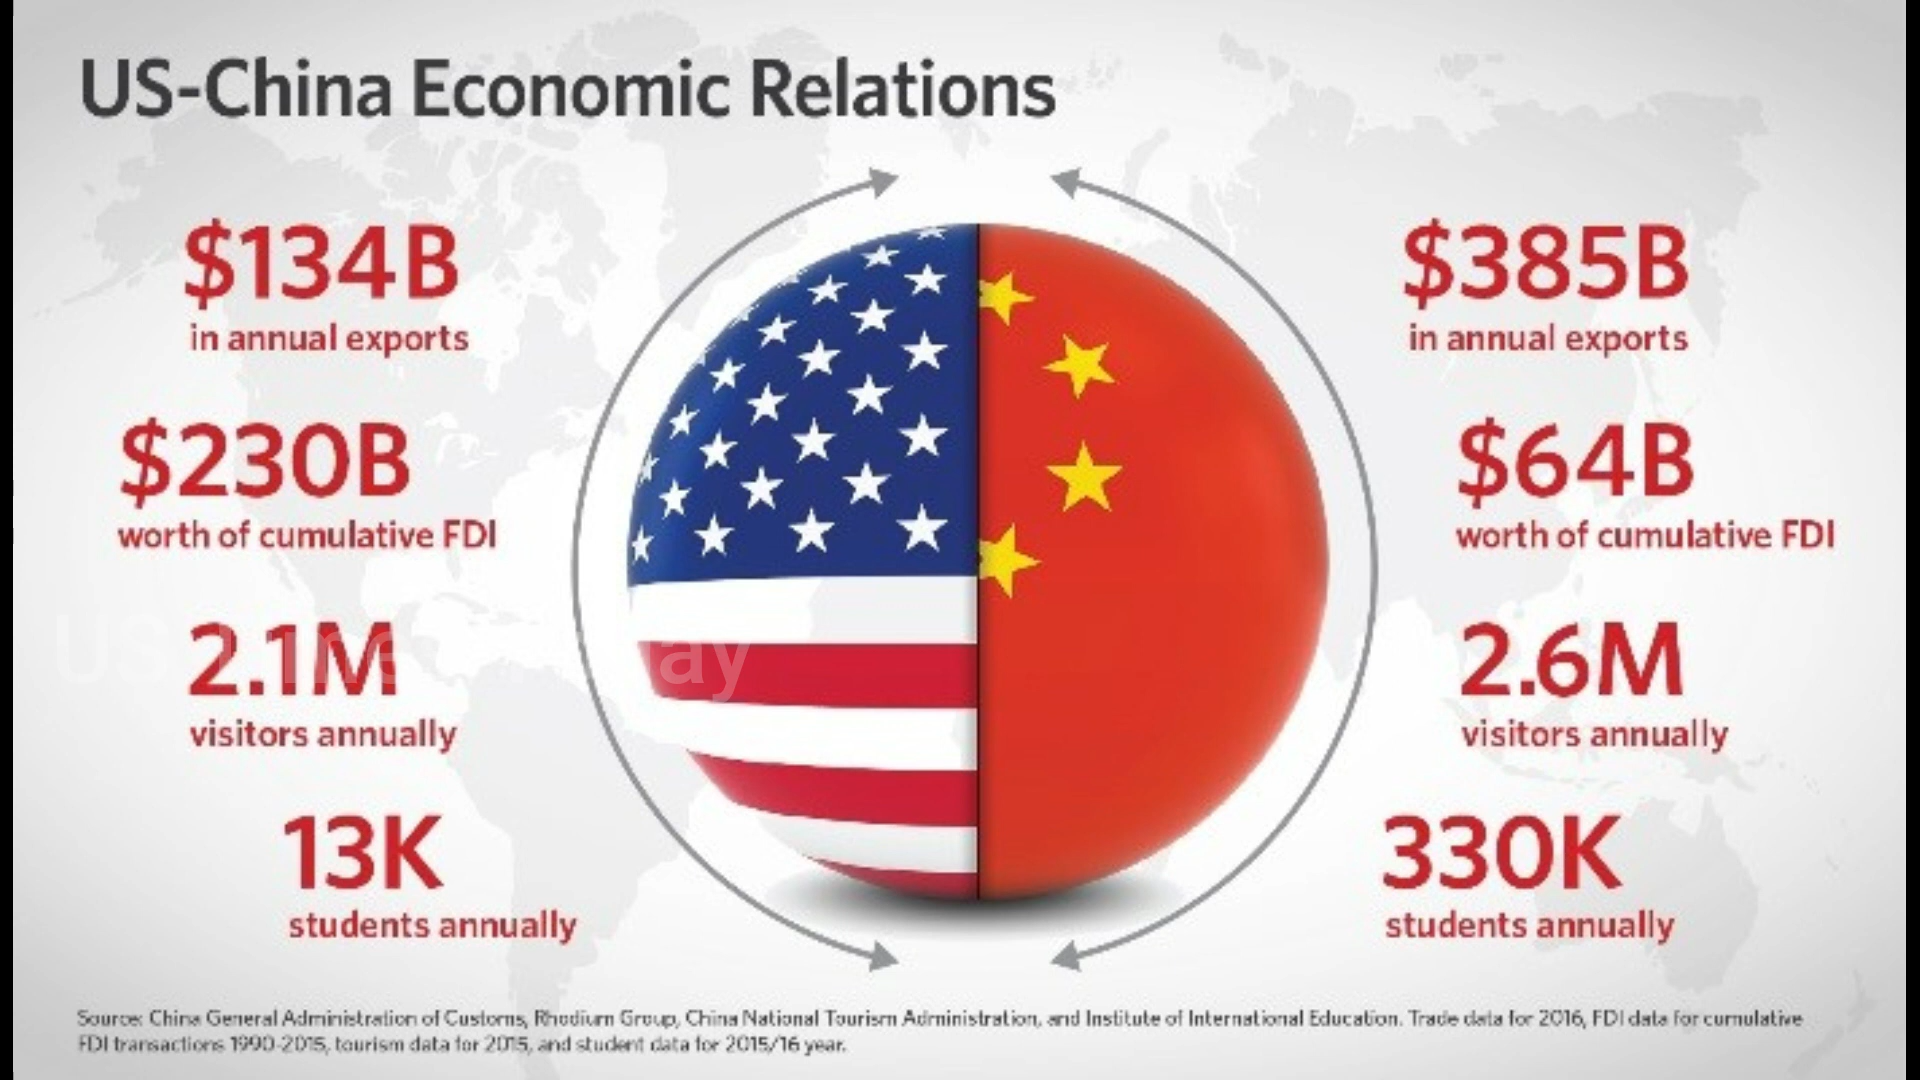 US-China Economic Relations
$134B
in annual exports
$230B
worth of cumulative FDI
2.1M
visitors annually
13K
students annually
$385B
in annual exports
$64B
worth of cumulative FDI
2.6M
visitors annually
330K
students annually
Source: China General Administration of Customs, Rhodium Group, China National Tourism Administration, and Institute of International Education. Trade data for 2016, FDI data for cumulative
FDI transactions 1990-2015, tourism data for 2015, and student data for 2015/16 year.